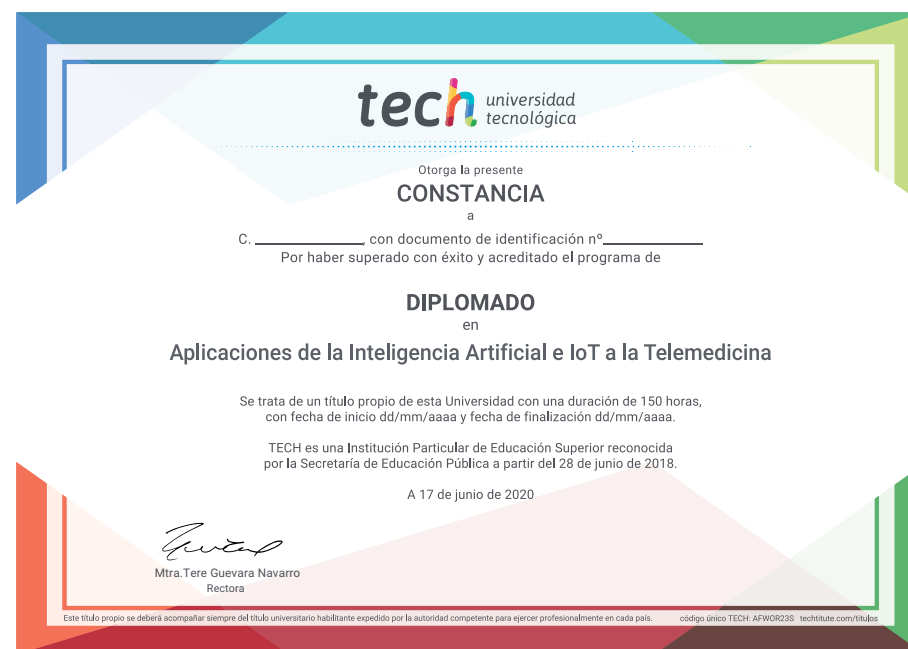 tech universidad
tecnológica
Otorga la presente
CONSTANCIA
a
C. ____________, con documento de identificación nº____________
Por haber superado con éxito y acreditado el programa de
DIPLOMADO
en
Aplicaciones de la Inteligencia Artificial e IoT a la Telemedicina
Se trata de un título propio de esta Universidad con una duración de 150 horas,
con fecha de inicio dd/mm/aaaa y fecha de finalización dd/mm/aaaa.
TECH es una Institución Particular de Educación Superior reconocida
por la Secretaría de Educación Pública a partir del 28 de junio de 2018.
A 17 de junio de 2020
Mtra.Tere Guevara Navarro
Rectora
Este título propio se deberá acompañar siempre del título universitario habilitante expedido por la autoridad competente para ejercer profesionalmente en cada país. código único TECH: AFWOR23S techtitute.com/titulos